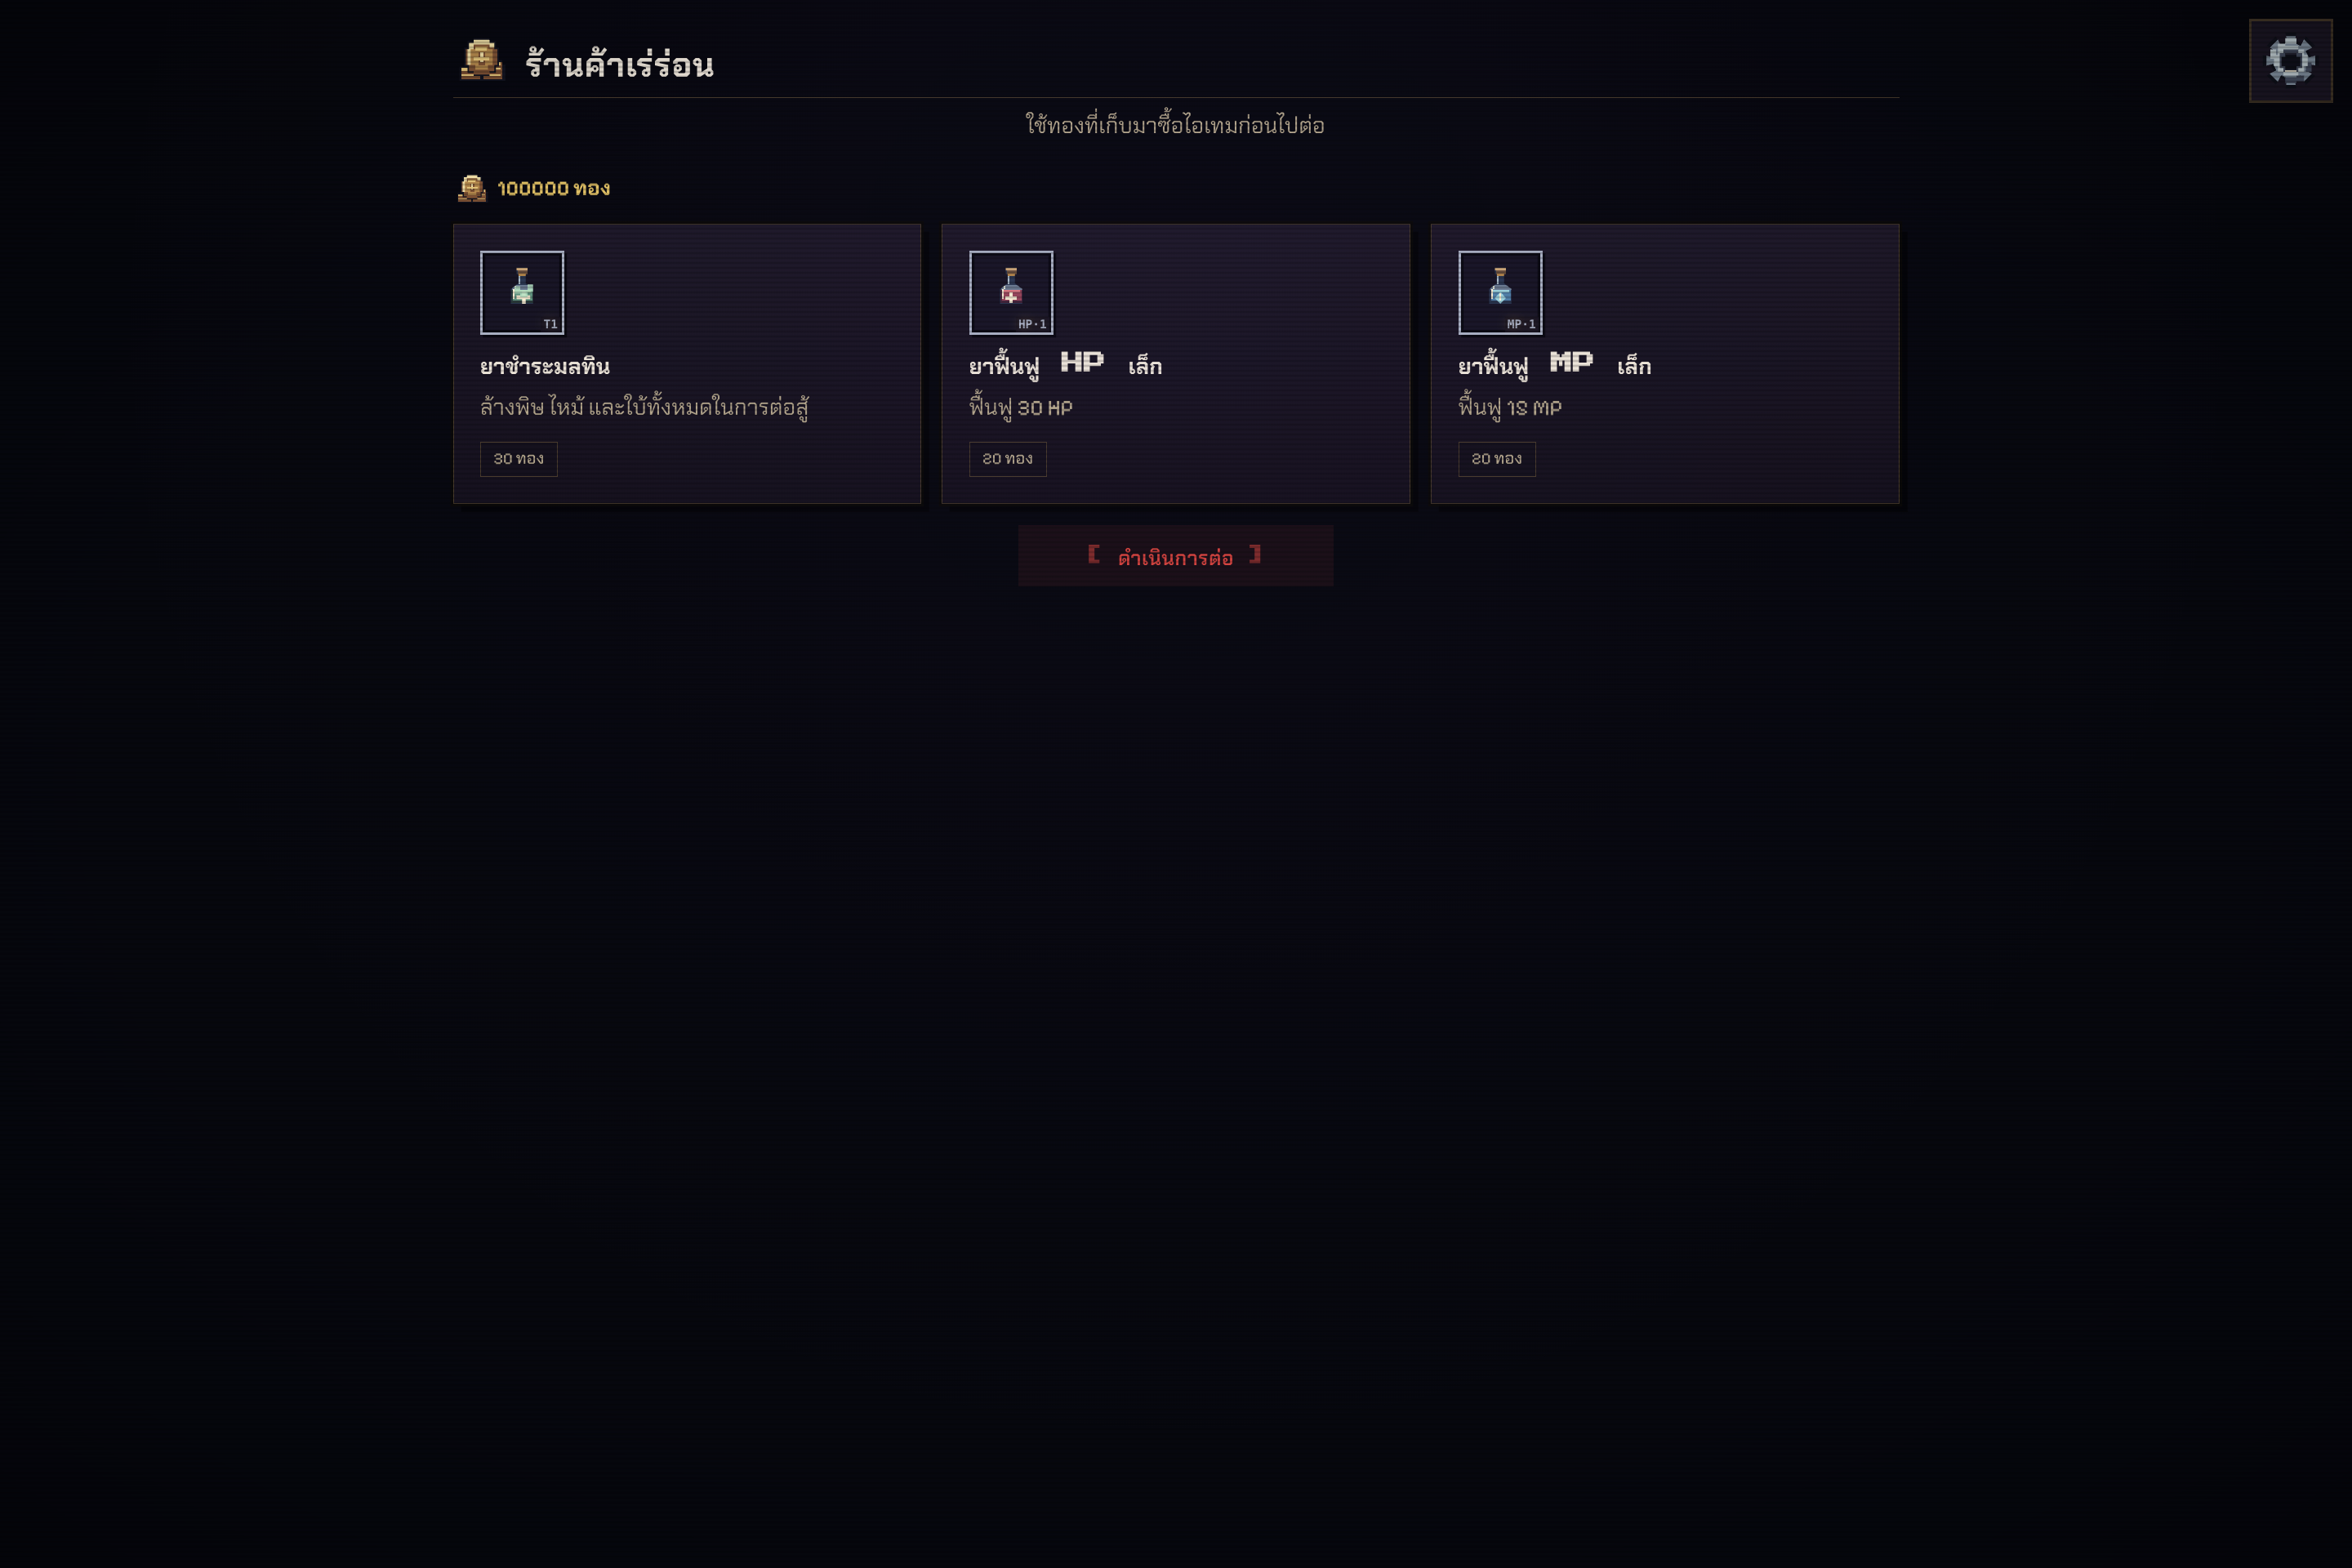 ร้านค้าเร่ร่อน
ใช้ทองที่เก็บมาซื้อไอเทมก่อนไปต่อ
100000 ทอง
T1
ยาชำระมลทิน
ล้างพิษ ไหม้ และใบ้ทั้งหมดในการต่อสู้
30 ทอง
HP·1
ยาฟื้นฟู HP เล็ก
ฟื้นฟู 30 HP
20 ทอง
MP·1
ยาฟื้นฟู MP เล็ก
ฟื้นฟู 15 MP
20 ทอง
[ ดำเนินการต่อ ]